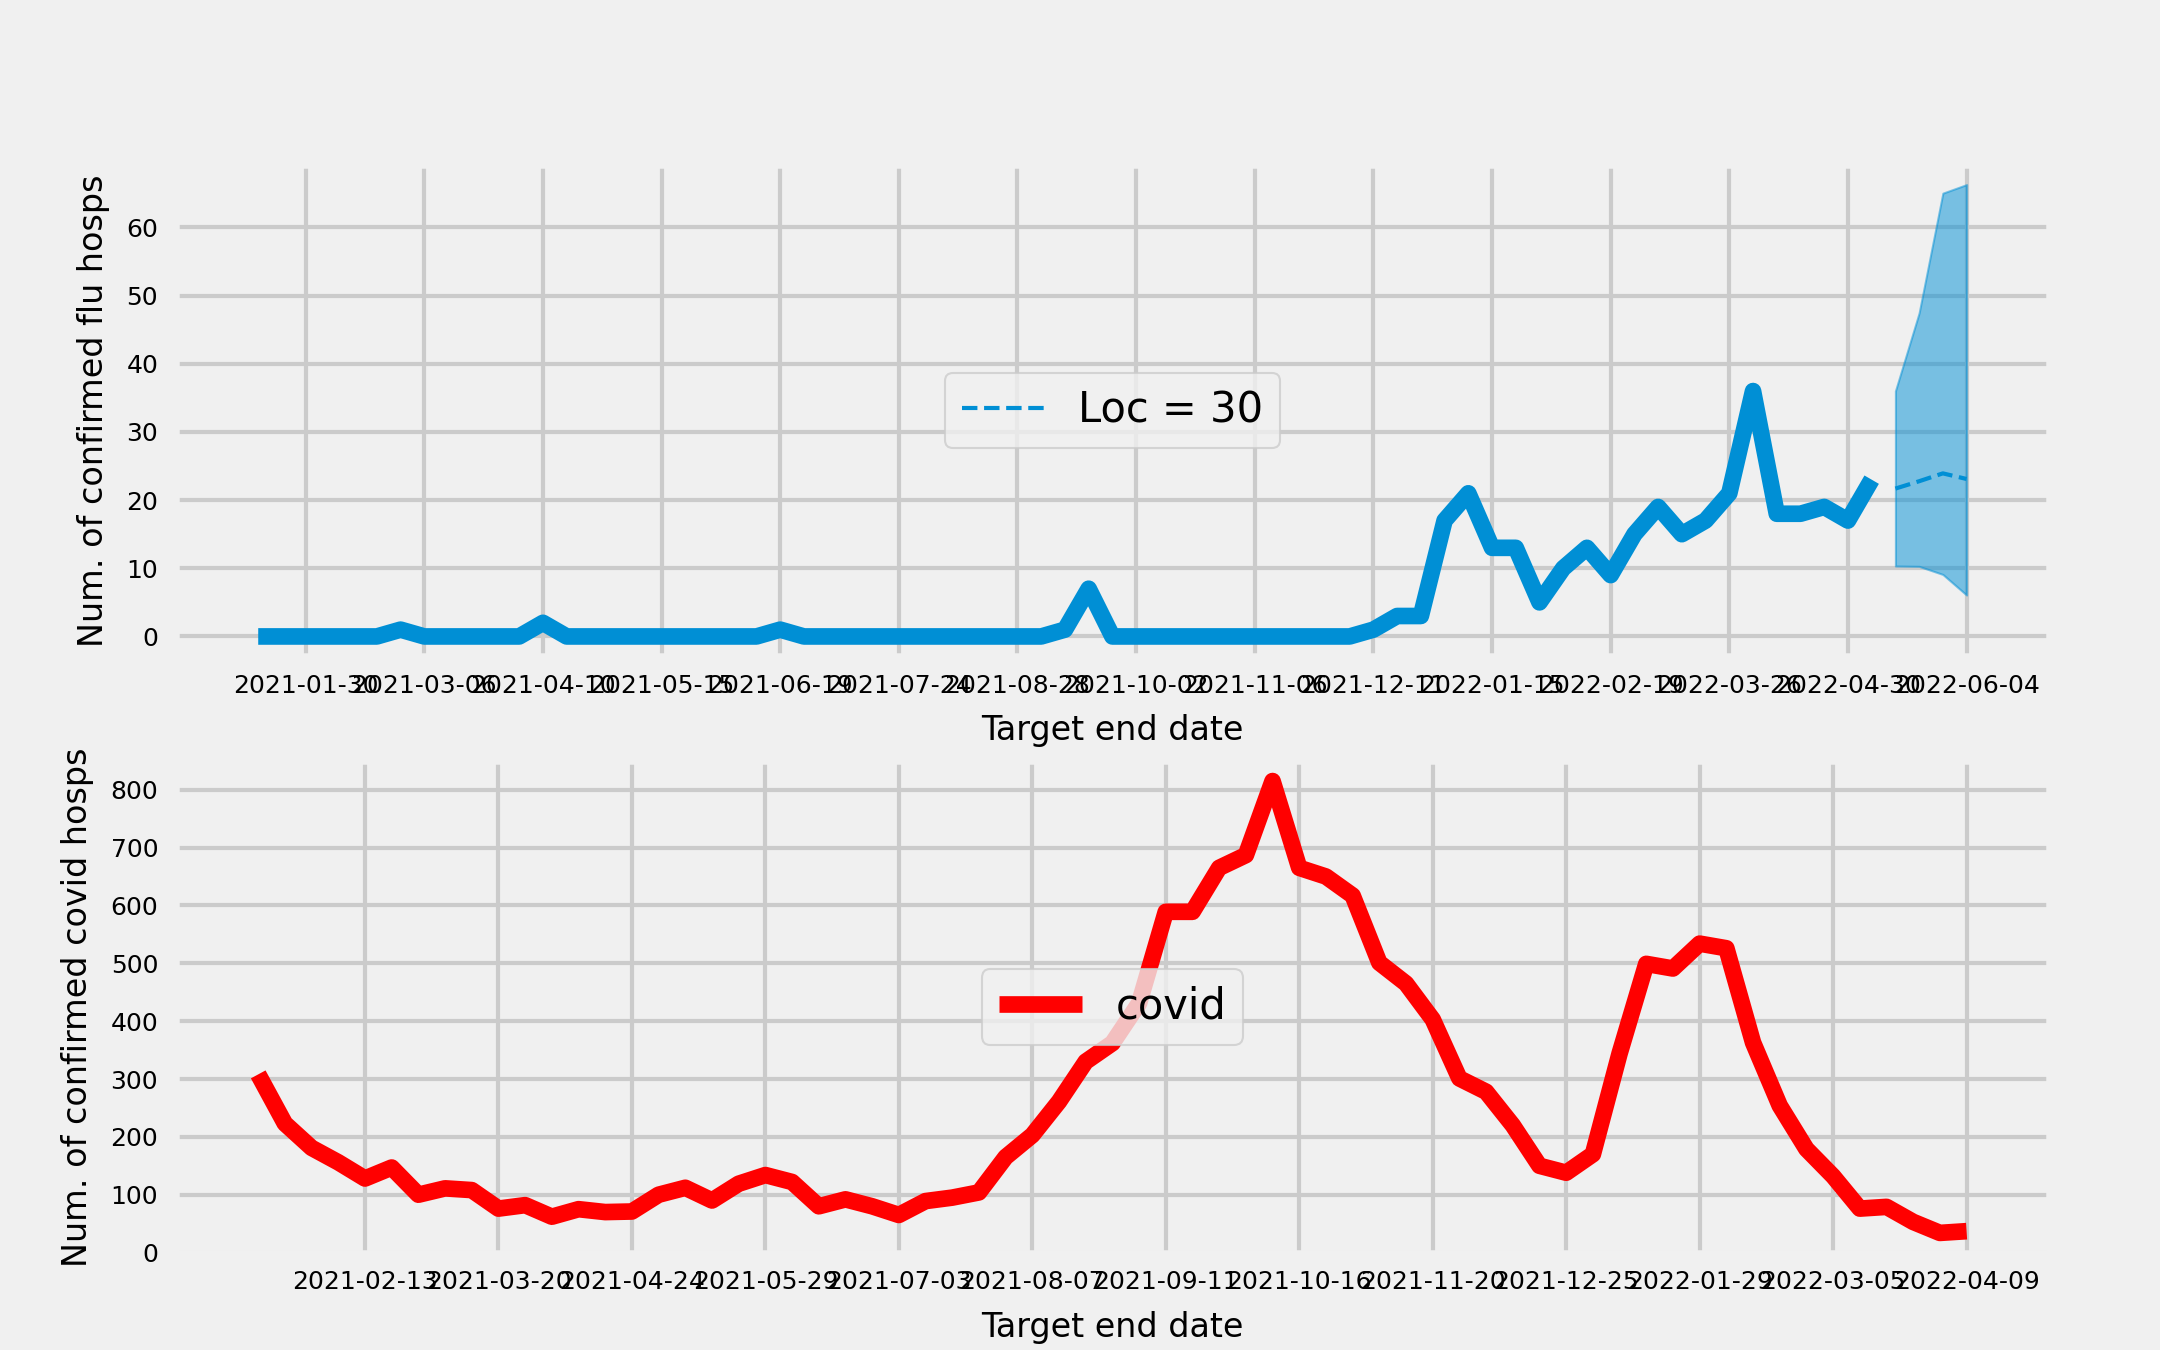 Num. of confirmed flu hosps
60
50
40
30
20
10
0
Loc = 30
2021-01-30 2021-03-06 2021-04-10 2021-05-15 2021-06-19 2021-07-24 2021-08-28 2021-10-02 2021-11-06 2021-12-11 2022-01-15 2022-02-19 2022-03-26 2022-04-30 2022-06-04
Target end date
Num. of confirmed covid hosps
800
700
600
500
400
300
200
100
0
covid
2021-02-13 2021-03-20 2021-04-24 2021-05-29 2021-07-03 2021-08-07 2021-09-11 2021-10-16 2021-11-20 2021-12-25 2022-01-29 2022-03-05 2022-04-09
Target end date